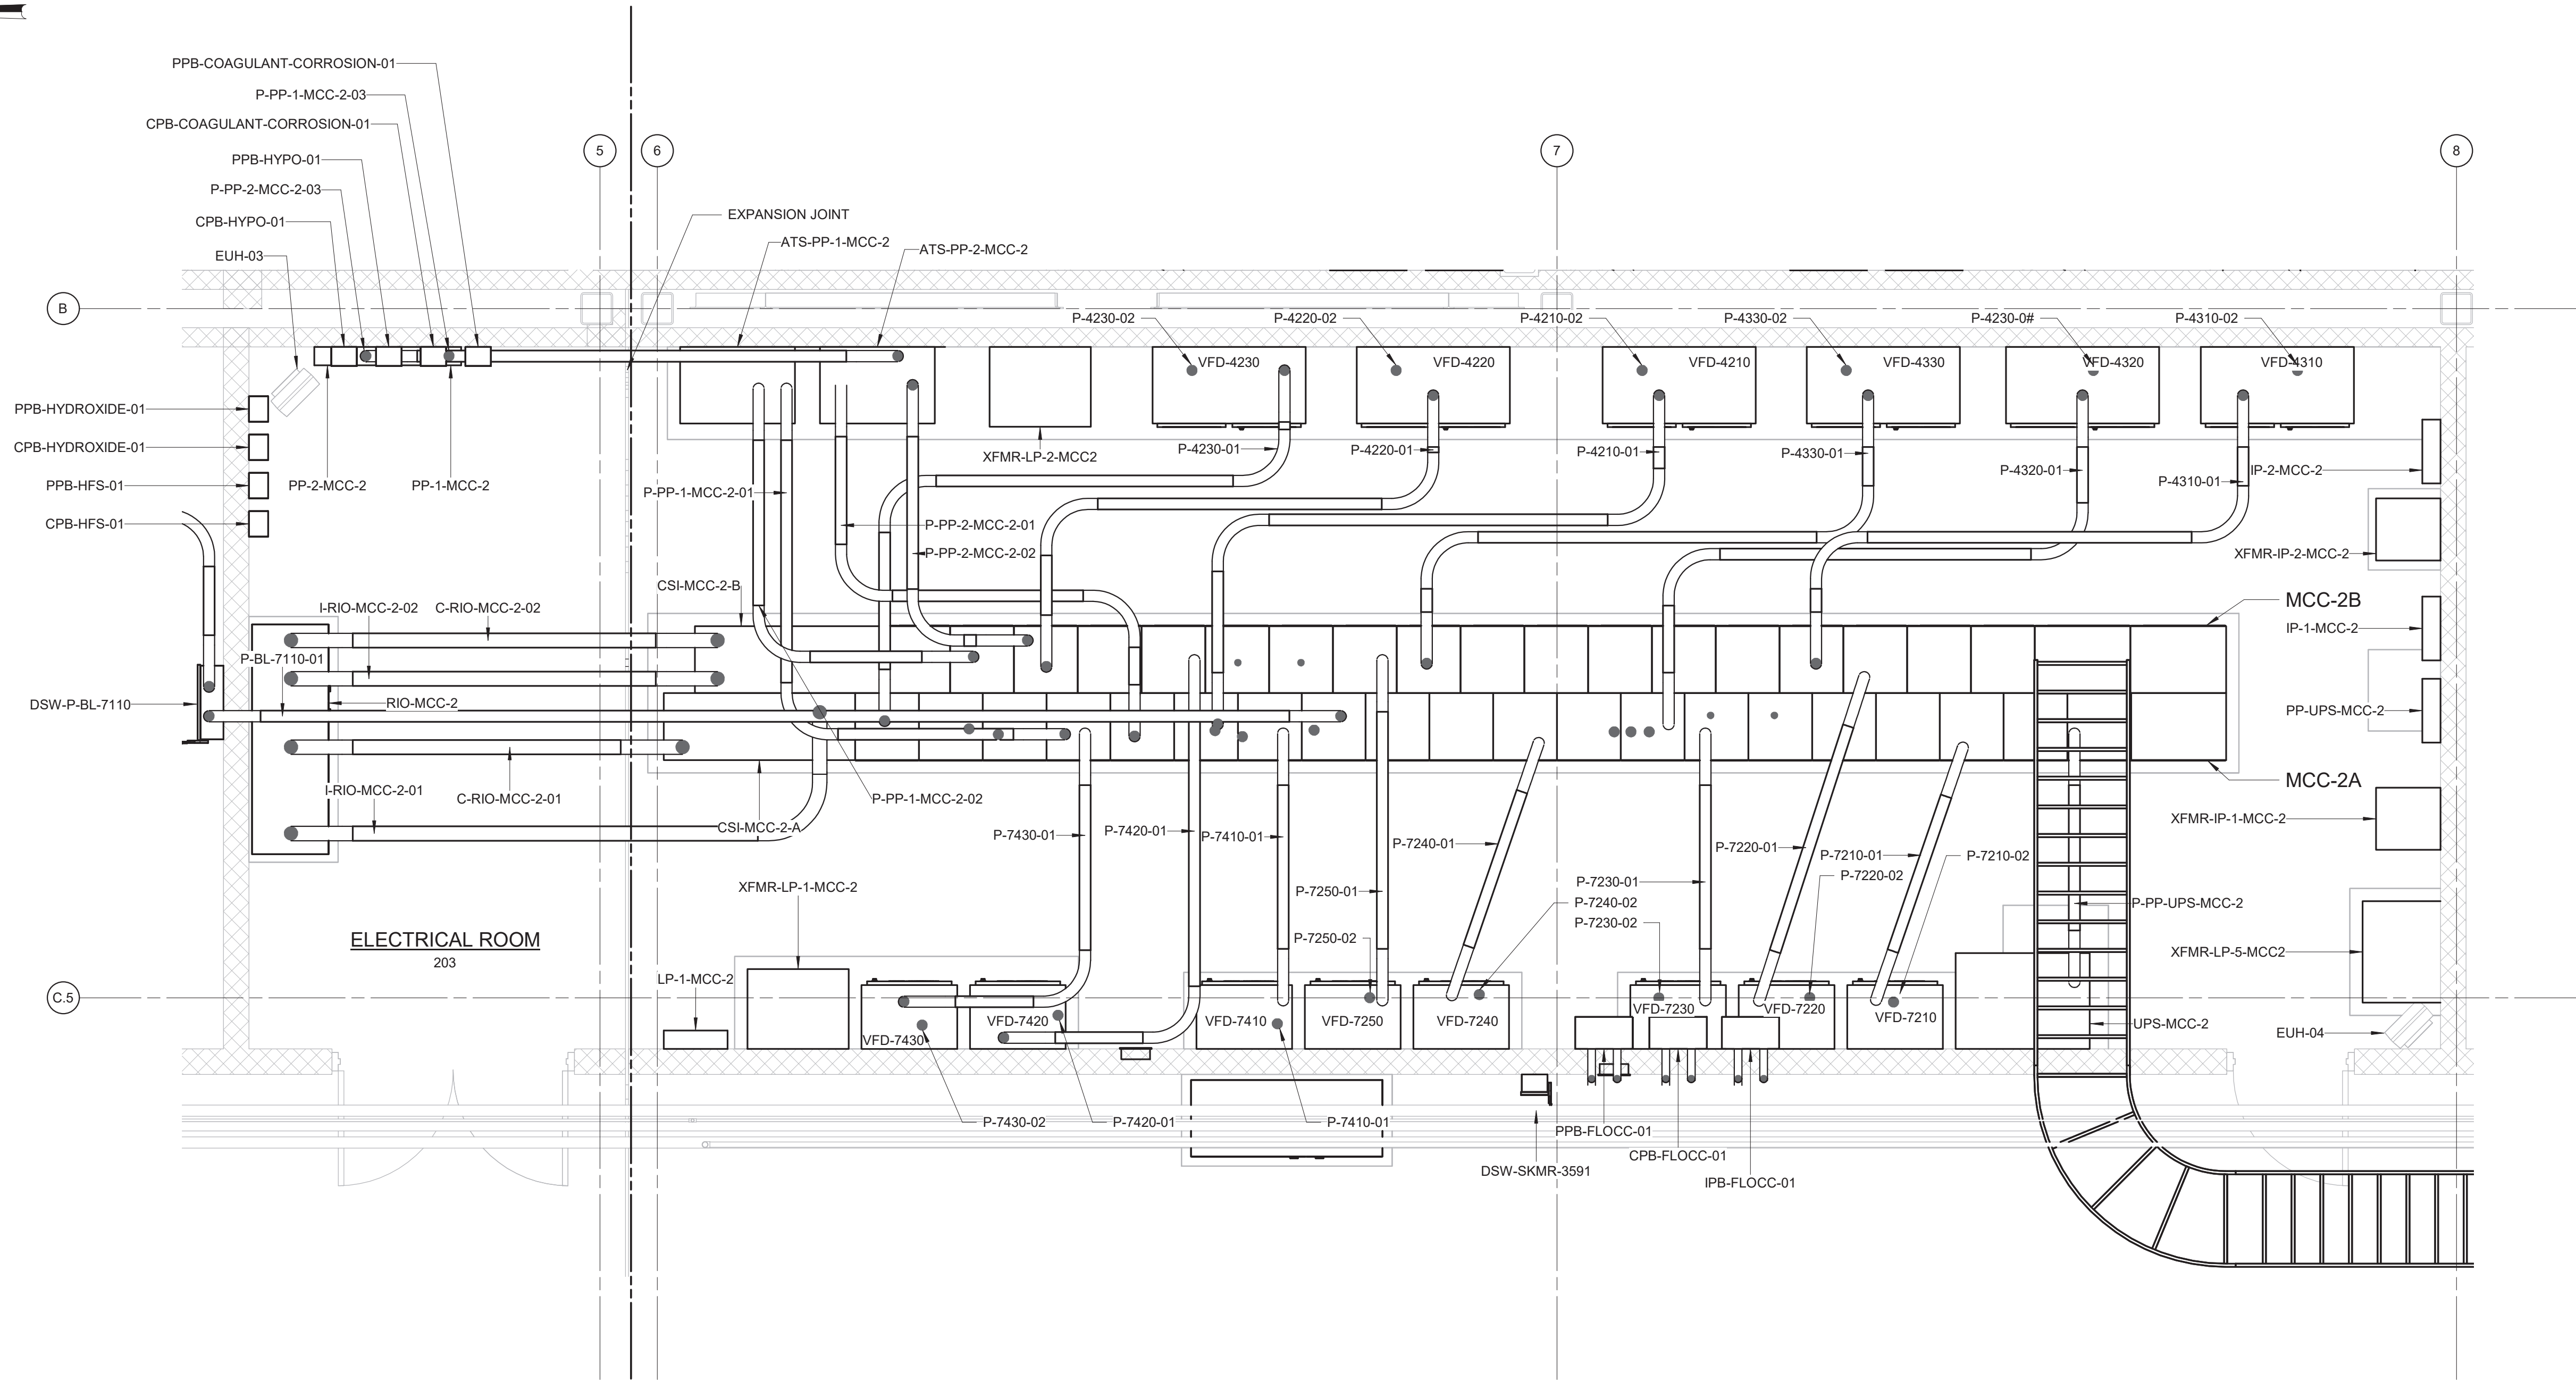 PPB-COAGULANT-CORROSION-01
P-PP-1-MCC-2-03
CPB-COAGULANT-CORROSION-01
PPB-HYPO-01
P-PP-2-MCC-2-03
CPB-HYPO-01
EUH-03
5
6
7
8
EXPANSION JOINT
ATS-PP-1-MCC-2
ATS-PP-2-MCC-2
B
P-4230-02
P-4220-02
P-4210-02
P-4330-02
P-4230-0#
P-4310-02
VFD-4230
VFD-4220
VFD-4210
VFD-4330
VFD-4320
VFD-4310
PPB-HYDROXIDE-01
CPB-HYDROXIDE-01
PPB-HFS-01
CPB-HFS-01
PP-2-MCC-2
PP-1-MCC-2
XFMR-LP-2-MCC2
P-4230-01
P-4220-01
P-4210-01
P-4330-01
P-4320-01
P-4310-01
IP-2-MCC-2
P-PP-1-MCC-2-01
P-PP-2-MCC-2-01
P-PP-2-MCC-2-02
XFMR-IP-2-MCC-2
CSI-MCC-2-B
I-RIO-MCC-2-02
C-RIO-MCC-2-02
MCC-2B
IP-1-MCC-2
P-BL-7110-01
DSW-P-BL-7110
RIO-MCC-2
PP-UPS-MCC-2
MCC-2A
I-RIO-MCC-2-01
C-RIO-MCC-2-01
P-PP-1-MCC-2-02
CSI-MCC-2-A
XFMR-IP-1-MCC-2
P-7430-01
P-7420-01
P-7410-01
P-7240-01
P-7220-01
P-7210-01
P-7210-02
P-7220-02
XFMR-LP-1-MCC-2
P-7250-01
P-7230-01
P-7240-02
P-7230-02
P-PP-UPS-MCC-2
ELECTRICAL ROOM
203
P-7250-02
XFMR-LP-5-MCC2
LP-1-MCC-2
C.5
VFD-7430
VFD-7420
VFD-7410
VFD-7250
VFD-7240
VFD-7230
VFD-7220
VFD-7210
UPS-MCC-2
EUH-04
P-7430-02
P-7420-01
P-7410-01
PPB-FLOCC-01
CPB-FLOCC-01
IPB-FLOCC-01
DSW-SKMR-3591